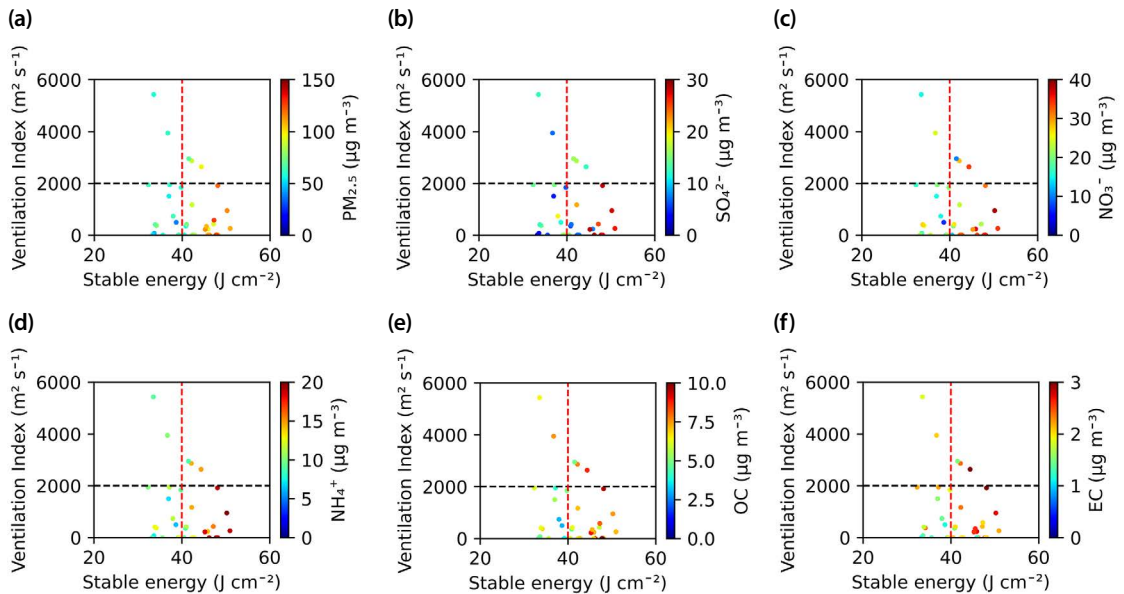 (a)
Ventilation Index (m² s⁻¹)
6000
4000
2000
0
20
40
60
Stable energy (J cm⁻²)
150
100
50
0
PM₂.₅ (µg m⁻³)
(b)
Ventilation Index (m² s⁻¹)
6000
4000
2000
0
20
40
60
Stable energy (J cm⁻²)
30
20
10
0
SO₄²⁻ (µg m⁻³)
(c)
Ventilation Index (m² s⁻¹)
6000
4000
2000
0
20
40
60
Stable energy (J cm⁻²)
40
30
20
10
0
NO₃⁻ (µg m⁻³)
(d)
Ventilation Index (m² s⁻¹)
6000
4000
2000
0
20
40
60
Stable energy (J cm⁻²)
20
15
10
5
0
NH₄⁺ (µg m⁻³)
(e)
Ventilation Index (m² s⁻¹)
6000
4000
2000
0
20
40
60
Stable energy (J cm⁻²)
10.0
7.5
5.0
2.5
0.0
OC (µg m⁻³)
(f)
Ventilation Index (m² s⁻¹)
6000
4000
2000
0
20
40
60
Stable energy (J cm⁻²)
3
2
1
0
EC (µg m⁻³)